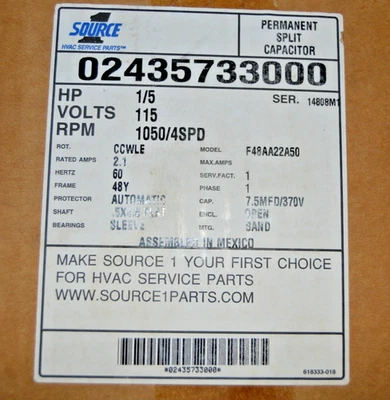 1
SOURCE
HVAC SERVICE PARTS™
PERMANENT
SPLIT
CAPACITOR
02435733000
HP 1/5 SER. 14808M1
VOLTS 115
RPM 1050/4SPD
ROT. CCWLE MODEL F48AA22A50
RATED AMPS 2.1 MAX.AMPS
HERTZ 60 SERV.FACT. 1
FRAME 48Y PHASE 1
PROTECTOR AUTOMATIC CAP. 7.5MFD/370V
SHAFT ENCL. OPEN
BEARINGS SLEEVE MTG. BAND
ASSEMBLED IN MEXICO
MAKE SOURCE 1 YOUR FIRST CHOICE
FOR HVAC SERVICE PARTS
WWW.SOURCE1PARTS.COM
*02435733000*
618333-018